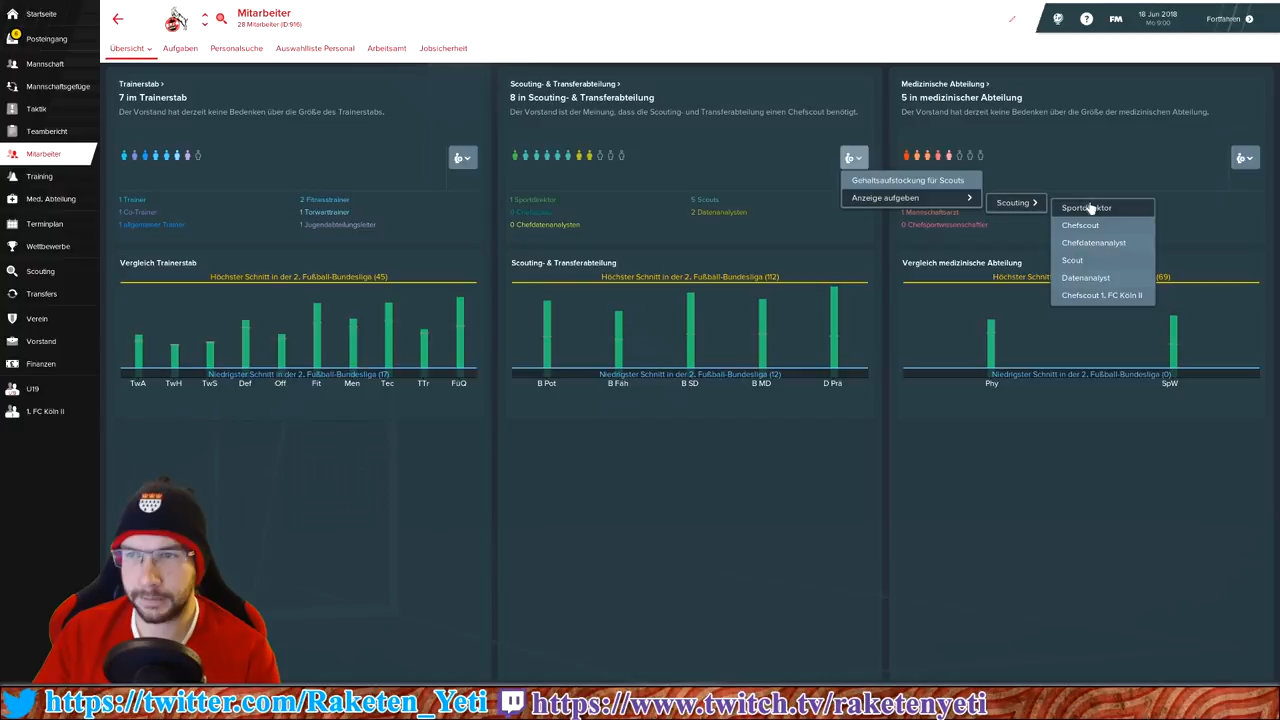 Startseite
6
Posteingang
Mannschaft
Mannschaftsgefüge
Taktik
Teambericht
Mitarbeiter
Training
Med. Abteilung
Terminplan
Wettbewerbe
Scouting
Transfers
Verein
Vorstand
Finanzen
U19
1. FC Köln II
Mitarbeiter
28 Mitarbeiter (ID:916)
FM
18 Jun 2018
Mo 9:00
Fortfahren
Übersicht
Aufgaben
Personalsuche
Auswahlliste Personal
Arbeitsamt
Jobsicherheit
Trainerstab >
7 im Trainerstab
Der Vorstand hat derzeit keine Bedenken über die Größe des Trainerstabs.
1 Trainer
2 Fitnesstrainer
1 Co-Trainer
1 Torwarttrainer
1 allgemeiner Trainer
1 Jugendabteilungsleiter
Vergleich Trainerstab
Höchster Schnitt in der 2. Fußball-Bundesliga (45)
Niedrigster Schnitt in der 2. Fußball-Bundesliga (17)
TwA TwH TwS Def Off Fit Men Tec TTr FüQ
Scouting- & Transferabteilung >
8 in Scouting- & Transferabteilung
Der Vorstand ist der Meinung, dass die Scouting- und Transferabteilung einen Chefscout benötigt.
1 Sportdirektor
5 Scouts
0 Chefscouts
2 Datenanalysten
0 Chefdatenanalysten
Scouting- & Transferabteilung
Höchster Schnitt in der 2. Fußball-Bundesliga (112)
Niedrigster Schnitt in der 2. Fußball-Bundesliga (12)
B Pot B Fäh B SD B MD D Prä
Medizinische Abteilung >
5 in medizinischer Abteilung
Der Vorstand hat derzeit keine Bedenken über die Größe der medizinischen Abteilung.
1 Mannschaftsarzt
0 Chefsportwissenschaftler
Vergleich medizinische Abteilung
(69)
Niedrigster Schnitt in der 2. Fußball-Bundesliga (0)
Phy SpW
Gehaltsaufstockung für Scouts
Anzeige aufgeben
Scouting
Sportdirektor
Chefscout
Chefdatenanalyst
Scout
Datenanalyst
Chefscout 1. FC Köln II
https://twitter.com/Raketen_Yeti
https://www.twitch.tv/raketenyeti